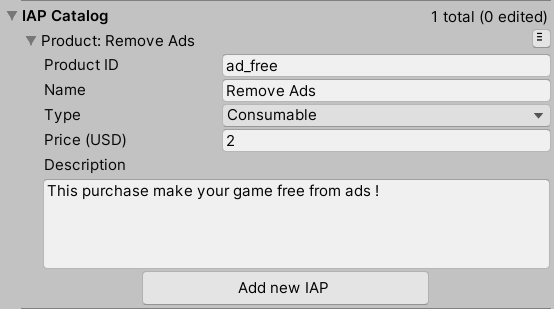 IAP Catalog 1 total (0 edited)
Product: Remove Ads
Product ID ad_free
Name Remove Ads
Type Consumable
Price (USD) 2
Description
This purchase make your game free from ads !
Add new IAP